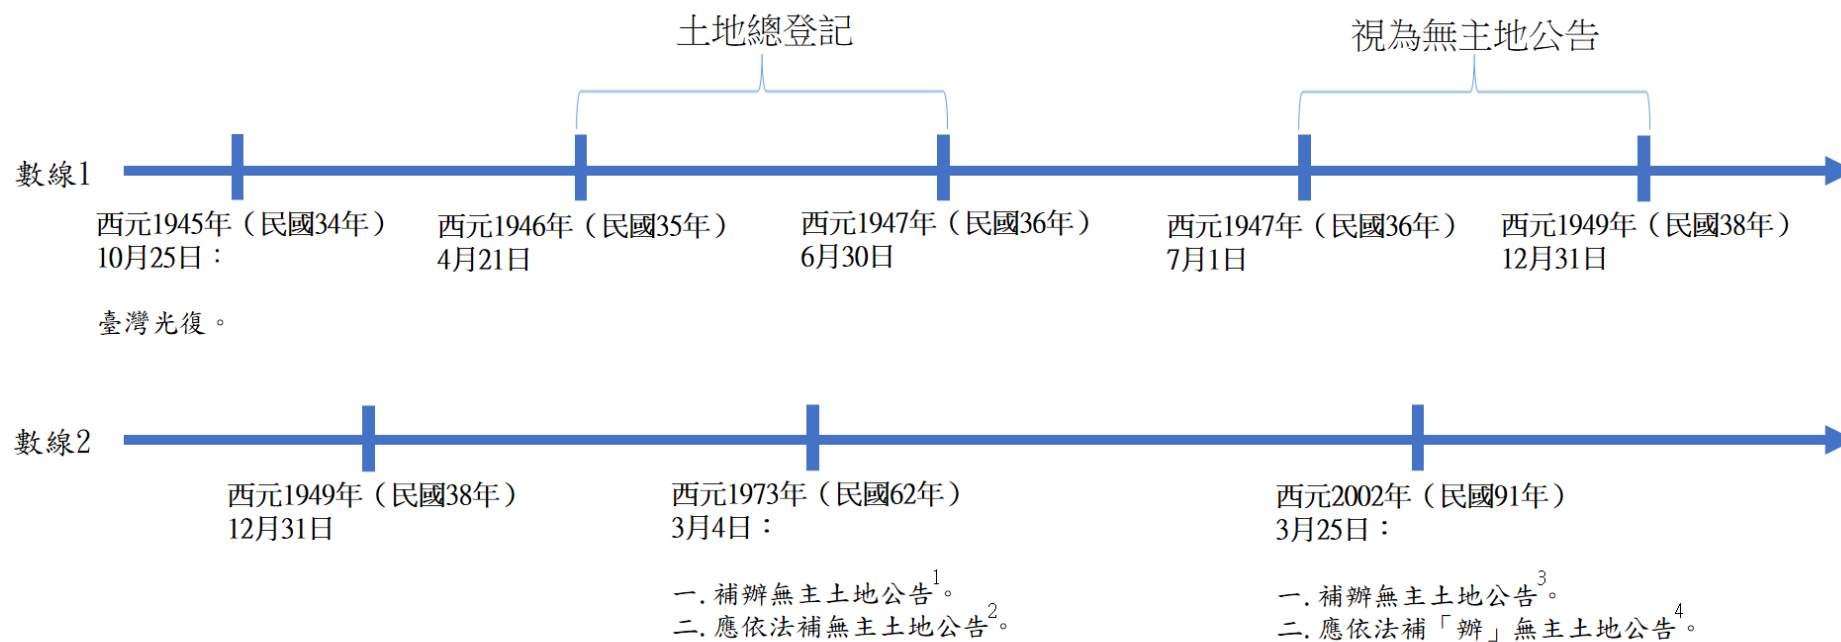 土地總登記
視為無主地公告
數線1
西元1945年（民國34年）
10月25日：
臺灣光復。
西元1946年（民國35年）
4月21日
西元1947年（民國36年）
6月30日
西元1947年（民國36年）
7月1日
西元1949年（民國38年）
12月31日
數線2
西元1949年（民國38年）
12月31日
西元1973年（民國62年）
3月4日：
一.補辦無主土地公告1。
二.應依法補無主土地公告2。
西元2002年（民國91年）
3月25日：
一.補辦無主土地公告3。
二.應依法補「辦」無主土地公告4。